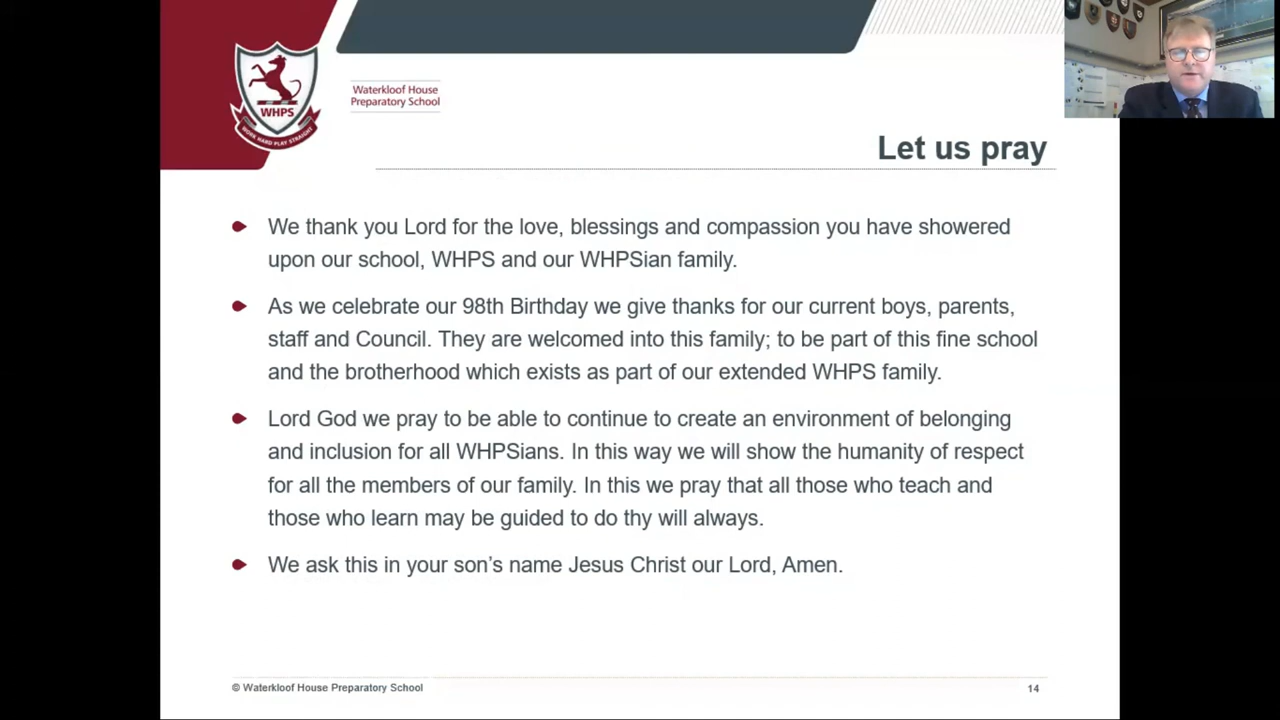 WHPS
WORK HARD PLAY STRAIGHT
Waterkloof House
Preparatory School
Let us pray
We thank you Lord for the love, blessings and compassion you have showered
upon our school, WHPS and our WHPSian family.
As we celebrate our 98th Birthday we give thanks for our current boys, parents,
staff and Council. They are welcomed into this family; to be part of this fine school
and the brotherhood which exists as part of our extended WHPS family.
Lord God we pray to be able to continue to create an environment of belonging
and inclusion for all WHPSians. In this way we will show the humanity of respect
for all the members of our family. In this we pray that all those who teach and
those who learn may be guided to do thy will always.
We ask this in your son’s name Jesus Christ our Lord, Amen.
© Waterkloof House Preparatory School
14